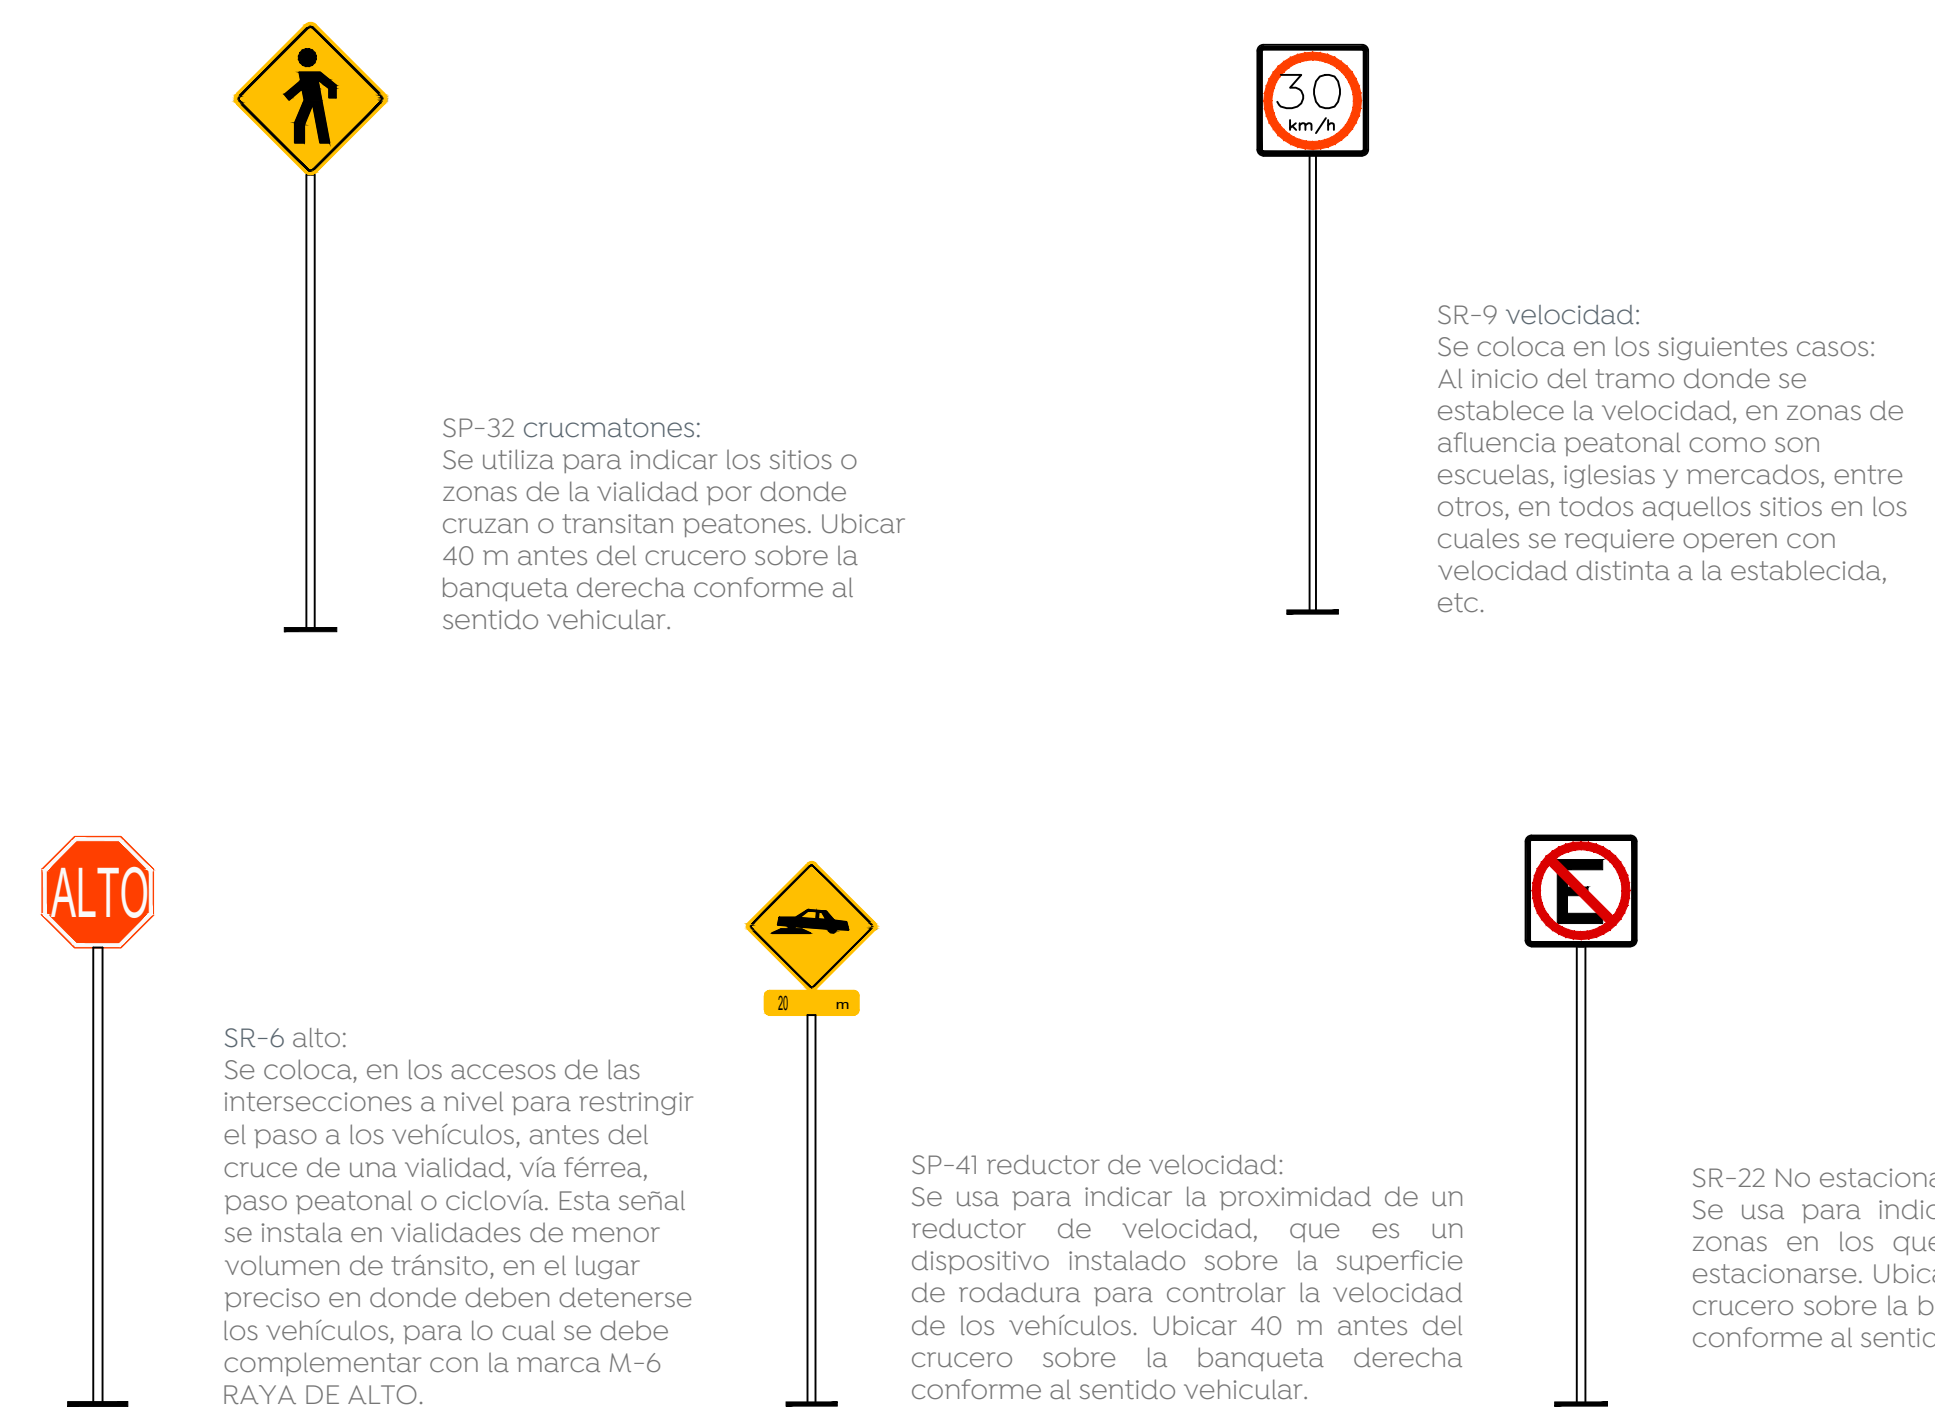 30
km/h
SP-32 crucmatones:
Se utiliza para indicar los sitios o
zonas de la vialidad por donde
cruzan o transitan peatones. Ubicar
40 m antes del crucero sobre la
banqueta derecha conforme al
sentido vehicular.
SR-9 velocidad:
Se coloca en los siguientes casos:
Al inicio del tramo donde se
establece la velocidad, en zonas de
afluencia peatonal como son
escuelas, iglesias y mercados, entre
otros, en todos aquellos sitios en los
cuales se requiere operen con
velocidad distinta a la establecida,
etc.
ALTO
SR-6 alto:
Se coloca, en los accesos de las
intersecciones a nivel para restringir
el paso a los vehículos, antes del
cruce de una vialidad, vía férrea,
paso peatonal o ciclovía. Esta señal
se instala en vialidades de menor
volumen de tránsito, en el lugar
preciso en donde deben detenerse
los vehículos, para lo cual se debe
complementar con la marca M-6
RAYA DE ALTO.
20 m
SP-41 reductor de velocidad:
Se usa para indicar la proximidad de un
reductor de velocidad, que es un
dispositivo instalado sobre la superficie
de rodadura para controlar la velocidad
de los vehículos. Ubicar 40 m antes del
crucero sobre la banqueta derecha
conforme al sentido vehicular.
E
SR-22 No estaciona
Se usa para indic
zonas en los que
estacionarse. Ubica
crucero sobre la b
conforme al sentid